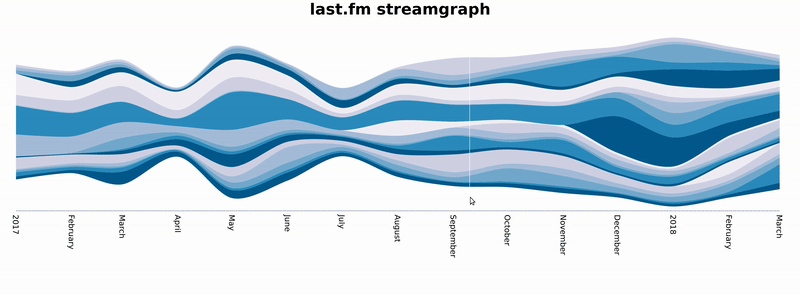 last.fm streamgraph
2017
February
March
April
May
June
July
August
September
October
November
December
2018
February
March